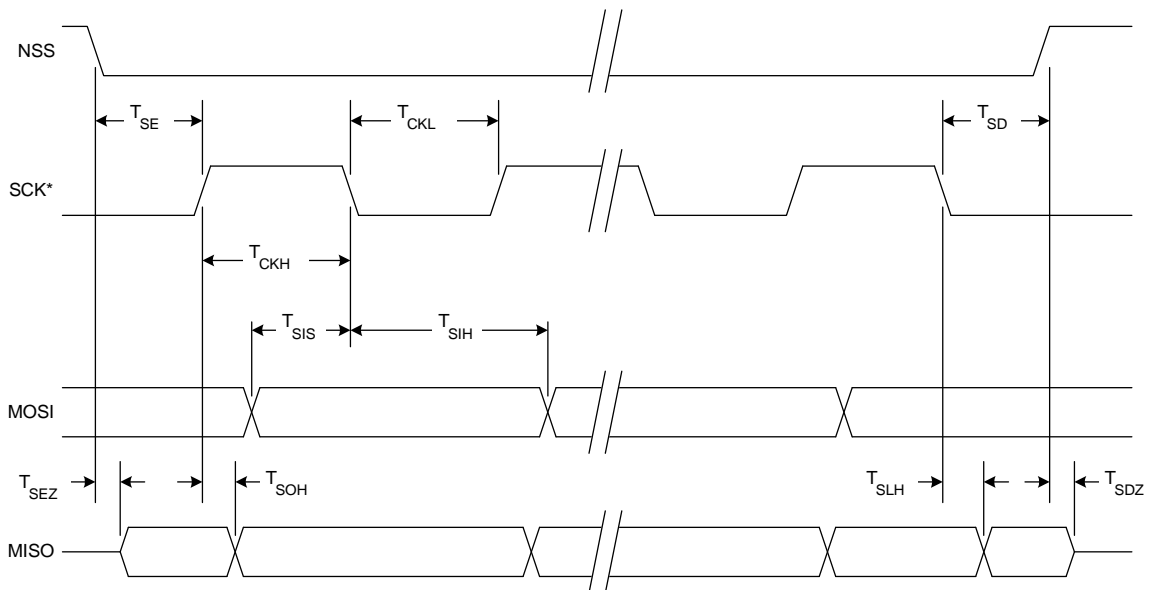 NSS
T_SE
T_CKL
T_SD
SCK*
T_CKH
T_SIS
T_SIH
MOSI
T_SEZ
T_SOH
T_SLH
T_SDZ
MISO